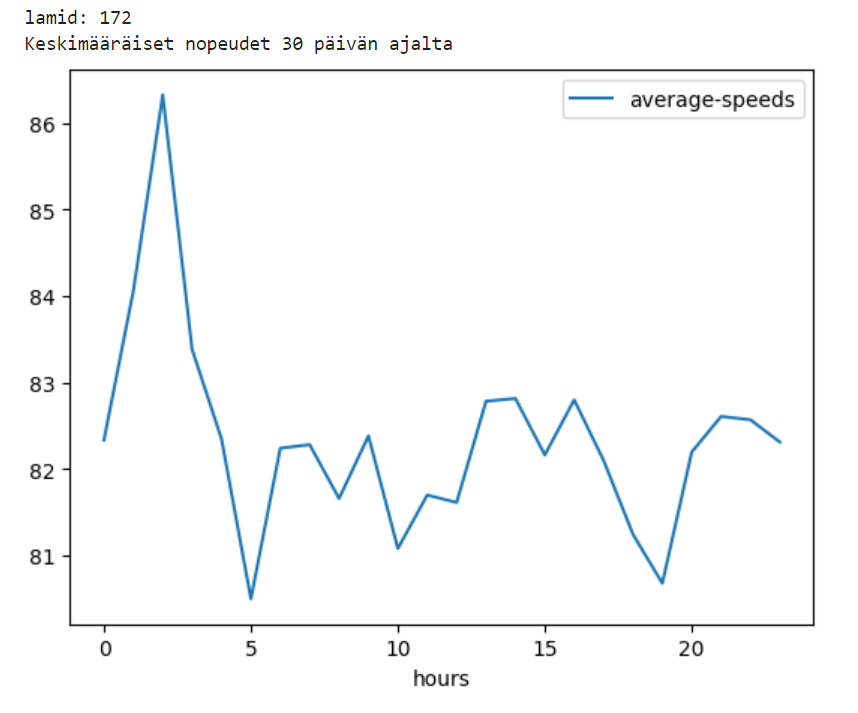 lamid: 172
Keskimääräiset nopeudet 30 päivän ajalta
average-speeds
86
85
84
83
82
81
0 5 10 15 20
hours